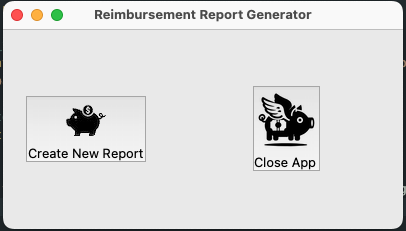 Reimbursement Report Generator
Create New Report
Close App